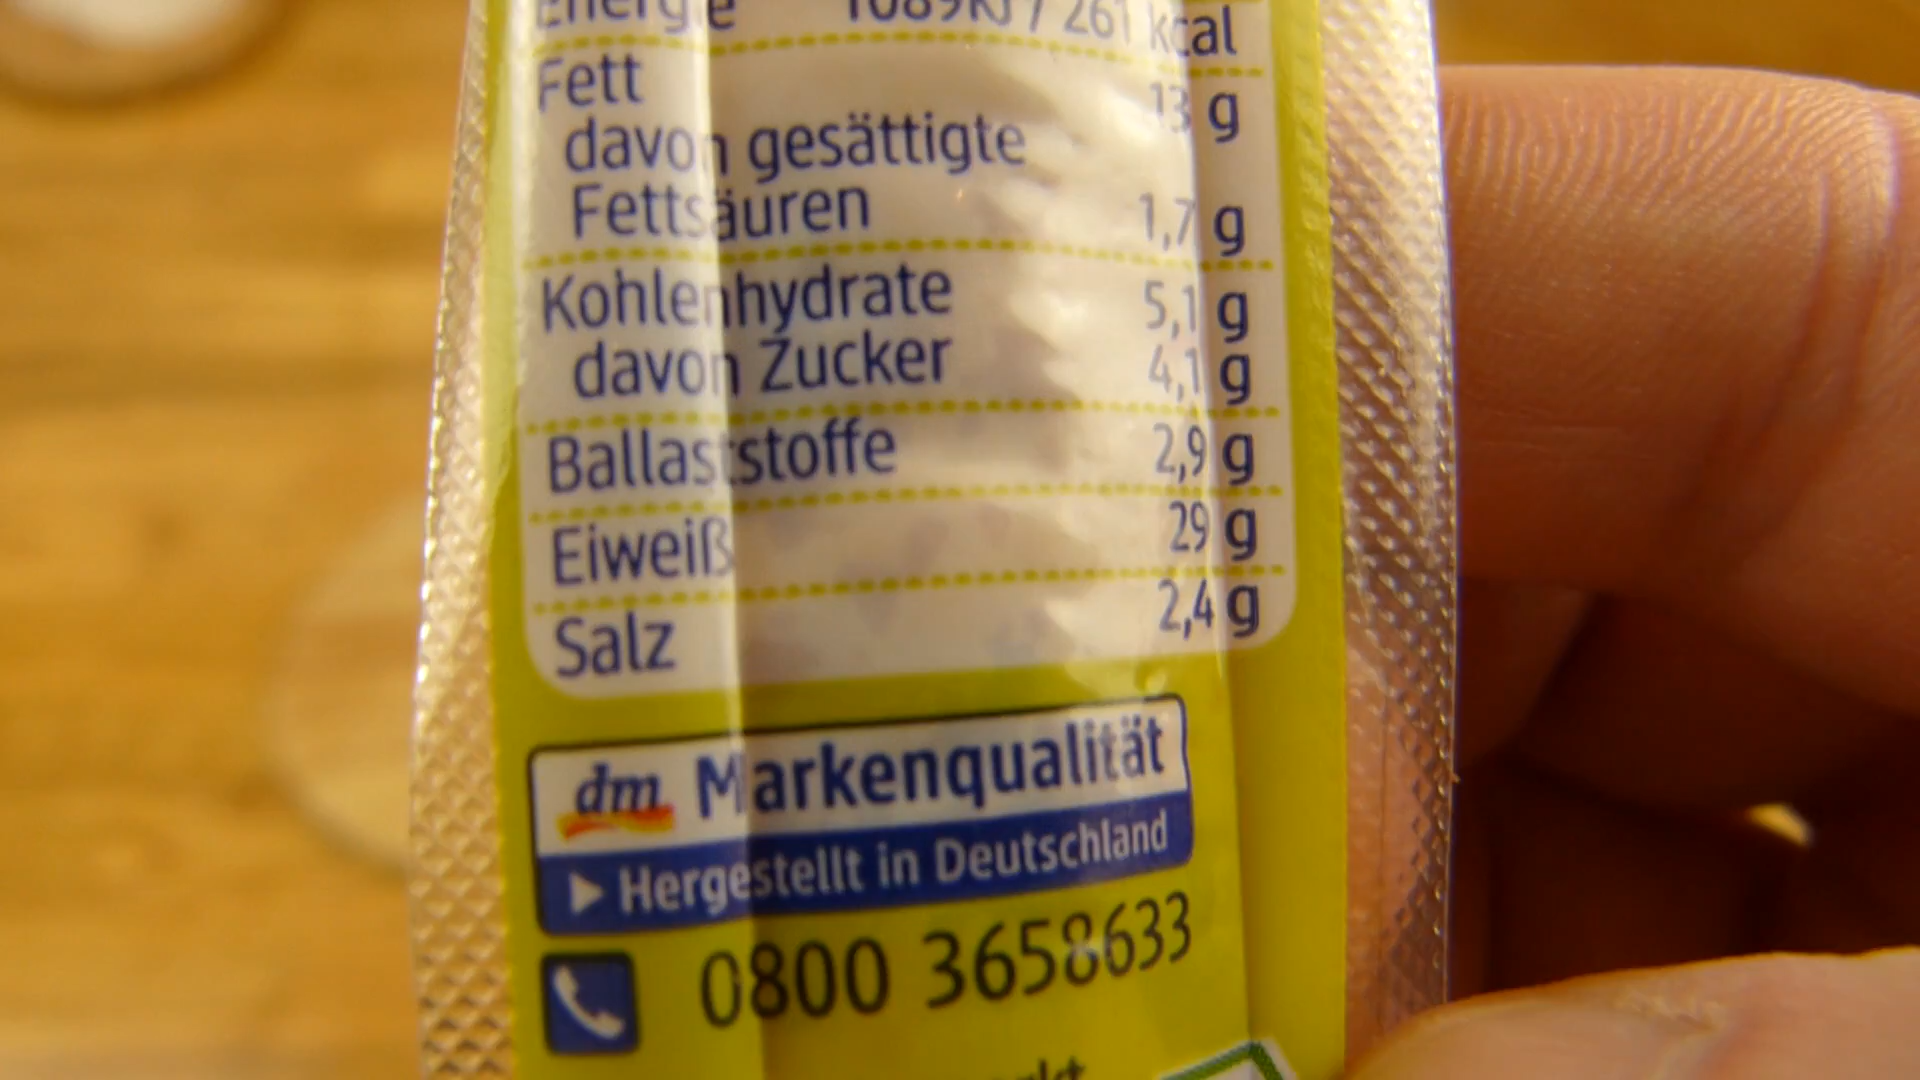 Energie 1089kJ / 261 kcal
Fett 13 g
davon gesättigte
Fettsäuren 1,7 g
Kohlenhydrate 5,1 g
davon Zucker 4,1 g
Ballaststoffe 2,9 g
Eiweiß 29 g
Salz 2,4 g
dm Markenqualität
Hergestellt in Deutschland
0800 3658633